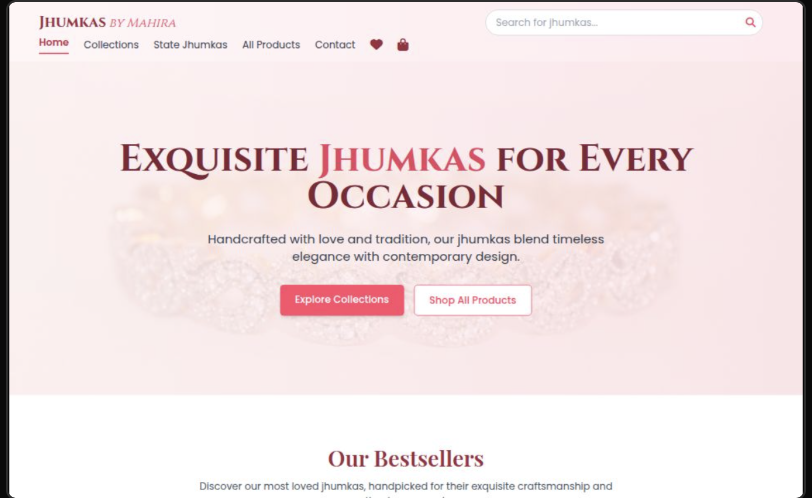 Jhumkas by Mahira
Search for jhumkas...
Home Collections State Jhumkas All Products Contact
Exquisite Jhumkas for Every
Occasion
Handcrafted with love and tradition, our jhumkas blend timeless
elegance with contemporary design.
Explore Collections Shop All Products
Our Bestsellers
Discover our most loved jhumkas, handpicked for their exquisite craftsmanship and